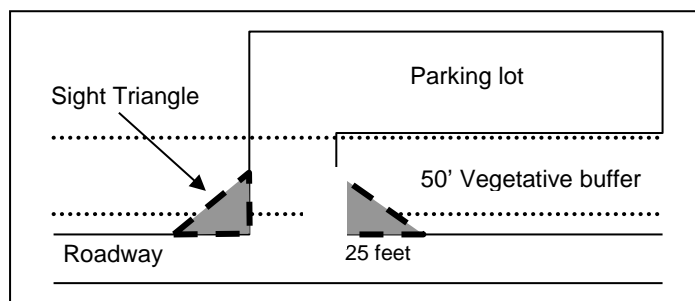 Parking lot
Sight Triangle
50' Vegetative buffer
Roadway
25 feet